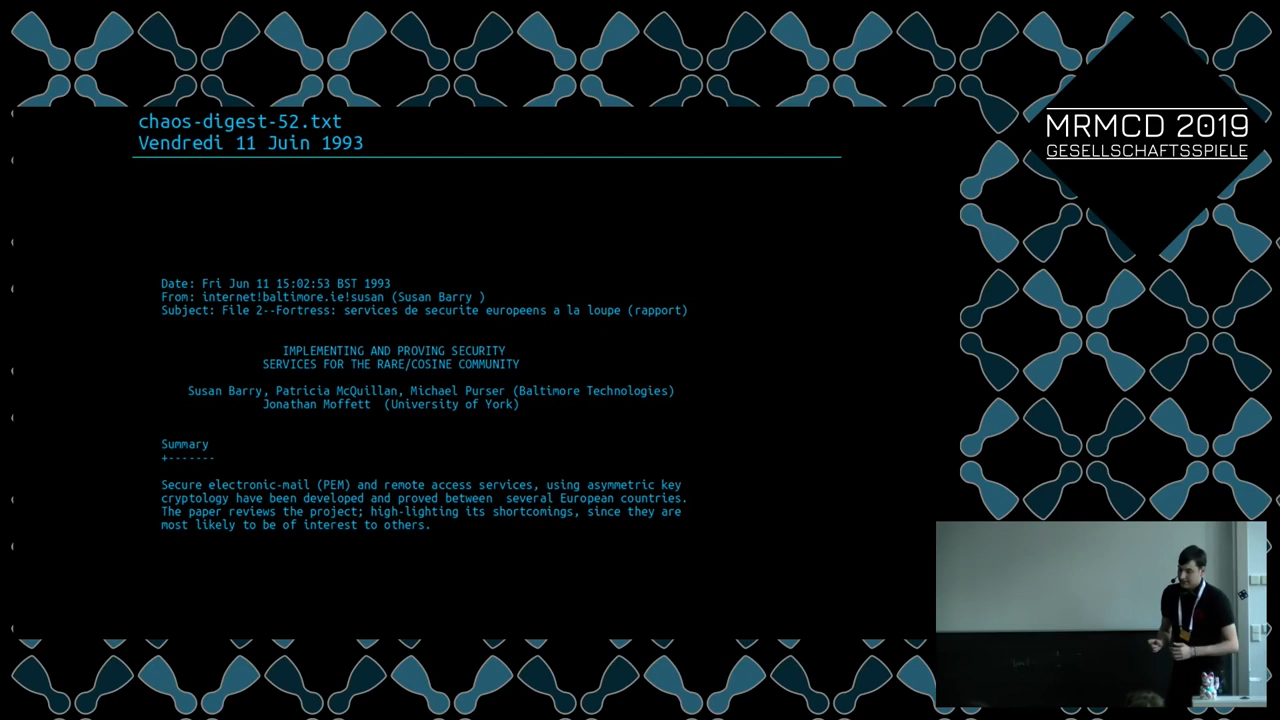 chaos-digest-52.txt
Vendredi 11 Juin 1993
MRMCD 2019
GESELLSCHAFTSSPIELE
Date: Fri Jun 11 15:02:53 BST 1993
From: internet!baltimore.ie!susan (Susan Barry )
Subject: File 2--Fortress: services de securite europeens a la loupe (rapport)
IMPLEMENTING AND PROVING SECURITY
SERVICES FOR THE RARE/COSINE COMMUNITY
Susan Barry, Patricia McQuillan, Michael Purser (Baltimore Technologies)
Jonathan Moffett (University of York)
Summary
+-------
Secure electronic-mail (PEM) and remote access services, using asymmetric key
cryptology have been developed and proved between several European countries.
The paper reviews the project; high-lighting its shortcomings, since they are
most likely to be of interest to others.